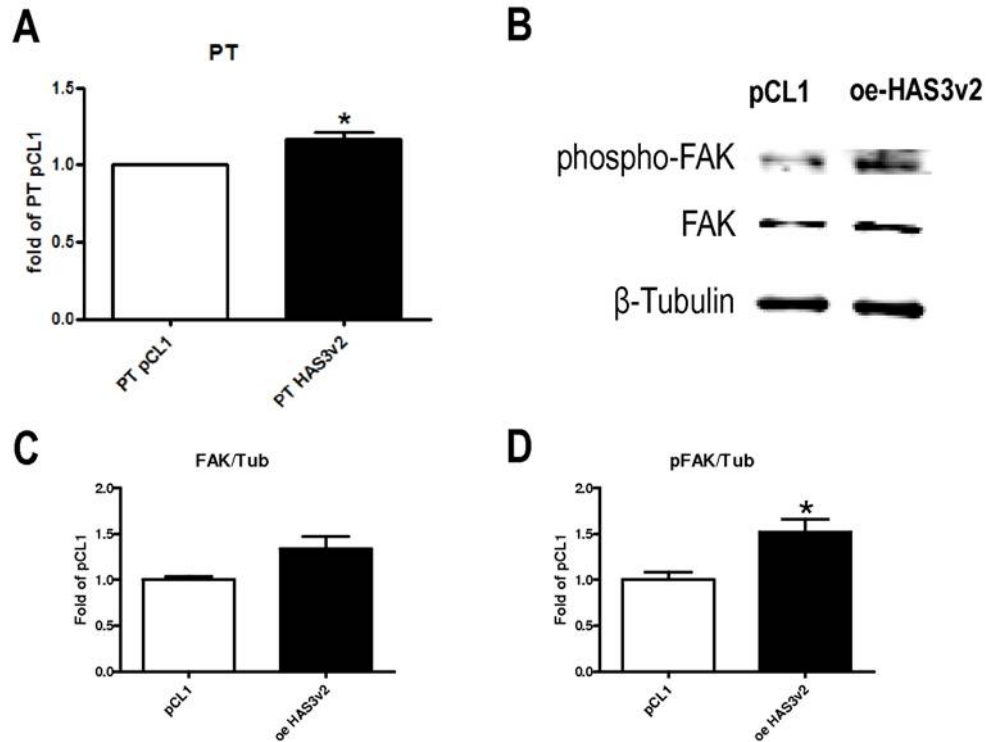 A
PT
1.5
1.0
0.5
0.0
fold of PT pCL1
*
PT pCL1
PT HAS3v2
B
pCL1 oe-HAS3v2
phospho-FAK
FAK
β-Tubulin
C
FAK/Tub
2.0
1.5
1.0
0.5
0.0
Fold of pCL1
pCL1
oe HAS3v2
D
pFAK/Tub
2.0
1.5
1.0
0.5
0.0
Fold of pCL1
*
pCL1
oe HAS3v2